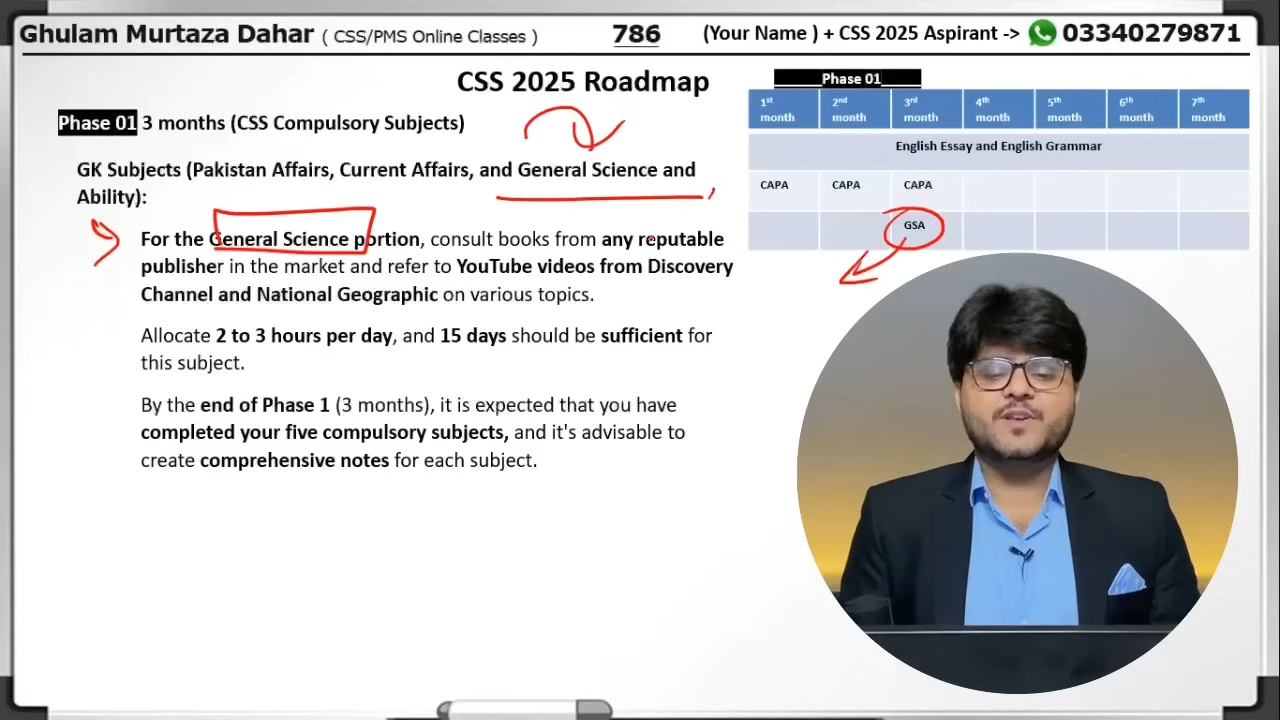 Ghulam Murtaza Dahar ( CSS/PMS Online Classes ) 786 (Your Name ) + CSS 2025 Aspirant -> 03340279871
CSS 2025 Roadmap
Phase 01 3 months (CSS Compulsory Subjects)
GK Subjects (Pakistan Affairs, Current Affairs, and General Science and
Ability):
For the General Science portion, consult books from any reputable
publisher in the market and refer to YouTube videos from Discovery
Channel and National Geographic on various topics.
Allocate 2 to 3 hours per day, and 15 days should be sufficient for
this subject.
By the end of Phase 1 (3 months), it is expected that you have
completed your five compulsory subjects, and it's advisable to
create comprehensive notes for each subject.
Phase 01
1st 2nd 3rd 4th 5th 6th 7th
month month month month month month month
English Essay and English Grammar
CAPA CAPA CAPA
GSA